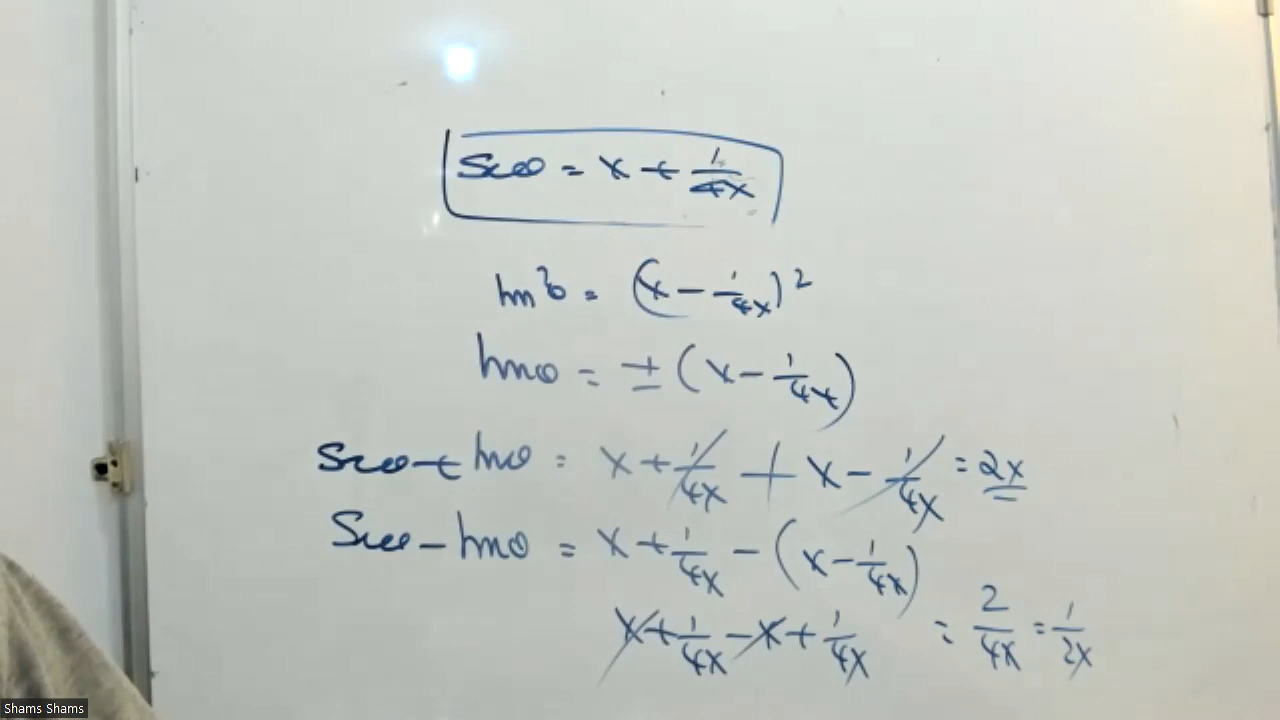 secθ = x + 1/4x
tan²θ = (x - 1/4x)²
tanθ = ± (x - 1/4x)
secθ + tanθ = x + 1/4x + x - 1/4x = 2x
secθ - tanθ = x + 1/4x - (x - 1/4x)
x + 1/4x - x + 1/4x = 2/4x = 1/2x
Shams Shams